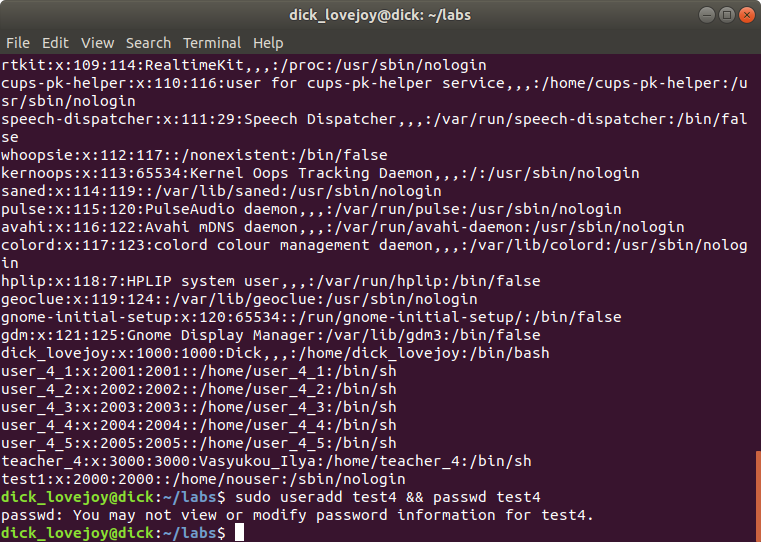 dick_lovejoy@dick: ~/labs
File Edit View Search Terminal Help
rtkit:x:109:114:RealtimeKit,,,:/proc:/usr/sbin/nologin
cups-pk-helper:x:110:116:user for cups-pk-helper service,,,:/home/cups-pk-helper:/u
sr/sbin/nologin
speech-dispatcher:x:111:29:Speech Dispatcher,,,:/var/run/speech-dispatcher:/bin/fal
se
whoopsie:x:112:117::/nonexistent:/bin/false
kernoops:x:113:65534:Kernel Oops Tracking Daemon,,,:/:/usr/sbin/nologin
saned:x:114:119::/var/lib/saned:/usr/sbin/nologin
pulse:x:115:120:PulseAudio daemon,,,:/var/run/pulse:/usr/sbin/nologin
avahi:x:116:122:Avahi mDNS daemon,,,:/var/run/avahi-daemon:/usr/sbin/nologin
colord:x:117:123:colord colour management daemon,,,:/var/lib/colord:/usr/sbin/nolog
in
hplip:x:118:7:HPLIP system user,,,:/var/run/hplip:/bin/false
geoclue:x:119:124::/var/lib/geoclue:/usr/sbin/nologin
gnome-initial-setup:x:120:65534::/run/gnome-initial-setup/:/bin/false
gdm:x:121:125:Gnome Display Manager:/var/lib/gdm3:/bin/false
dick_lovejoy:x:1000:1000:Dick,,,:/home/dick_lovejoy:/bin/bash
user_4_1:x:2001:2001::/home/user_4_1:/bin/sh
user_4_2:x:2002:2002::/home/user_4_2:/bin/sh
user_4_3:x:2003:2003::/home/user_4_3:/bin/sh
user_4_4:x:2004:2004::/home/user_4_4:/bin/sh
user_4_5:x:2005:2005::/home/user_4_5:/bin/sh
teacher_4:x:3000:3000:Vasyukou_Ilya:/home/teacher_4:/bin/sh
test1:x:2000:2000::/home/nouser:/sbin/nologin
dick_lovejoy@dick:~/labs$ sudo useradd test4 && passwd test4
passwd: You may not view or modify password information for test4.
dick_lovejoy@dick:~/labs$